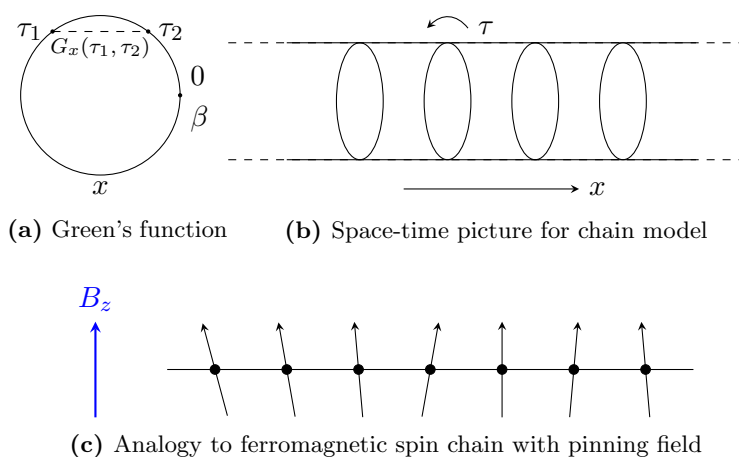 τ₁
τ₂
Gₓ(τ₁, τ₂)
0
β
x
τ
x
(a) Green's function
(b) Space-time picture for chain model
B_z
(c) Analogy to ferromagnetic spin chain with pinning field